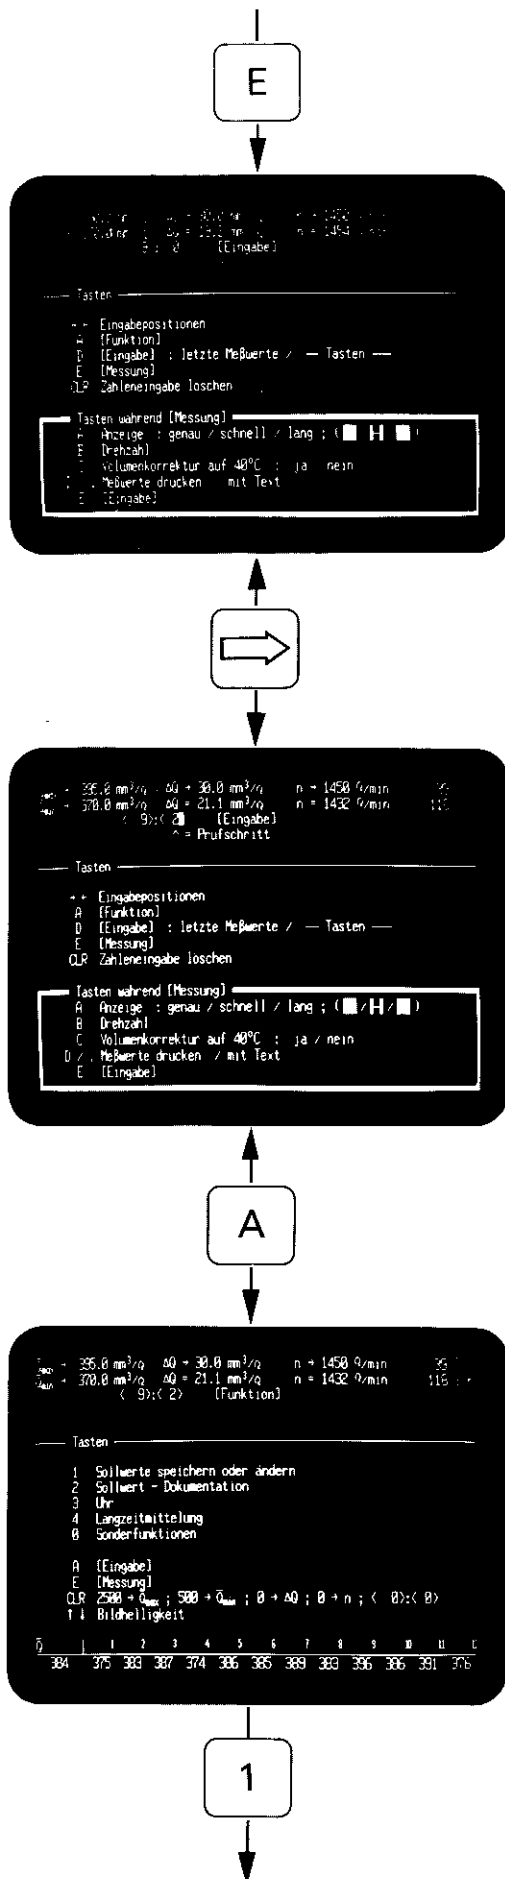 E
[Eingabe]
Tasten
Eingabepositionen
A [Funktion]
D [Eingabe] : letzte Meßwerte / — Tasten —
E [Messung]
CLR Zahleneingabe löschen
Tasten während [Messung]
A Anzeige : genau / schnell / lang ; ( H )
B Drehzahl
Volumenkorrektur auf 40°C : ja nein
Meßwerte drucken mit Text
E [Eingabe]
395.0 mm³/ ΔQ → 30.0 mm³/ n → 1450 /min
370.0 mm³/ ΔQ = 21.1 mm³/ n = 1432 /min
< 9>:< 2 [Eingabe]
^ = Prüfschritt
Tasten
Eingabepositionen
A [Funktion]
D [Eingabe] : letzte Meßwerte / — Tasten —
E [Messung]
CLR Zahleneingabe löschen
Tasten während [Messung]
A Anzeige : genau / schnell / lang ; ( / H / )
B Drehzahl
C Volumenkorrektur auf 40°C : ja / nein
D / . Meßwerte drucken / mit Text
E [Eingabe]
A
395.0 mm³/ ΔQ → 30.0 mm³/ n → 1450 /min
370.0 mm³/ ΔQ = 21.1 mm³/ n = 1432 /min 118
< 9>:< 2> [Funktion]
Tasten
1 Sollwerte speichern oder ändern
2 Sollwert - Dokumentation
3 Uhr
4 Langzeitmittelung
0 Sonderfunktionen
A [Eingabe]
E [Messung]
CLR 2500 → Q̄max ; 500 → Q̄min ; 0 → ΔQ ; 0 → n ; < 0>:< 0>
↑ ↓ Bildhelligkeit
Q̄ 1 2 3 4 5 6 7 8 9 10 11
384 375 383 387 374 386 385 389 383 396 386 391 376
1